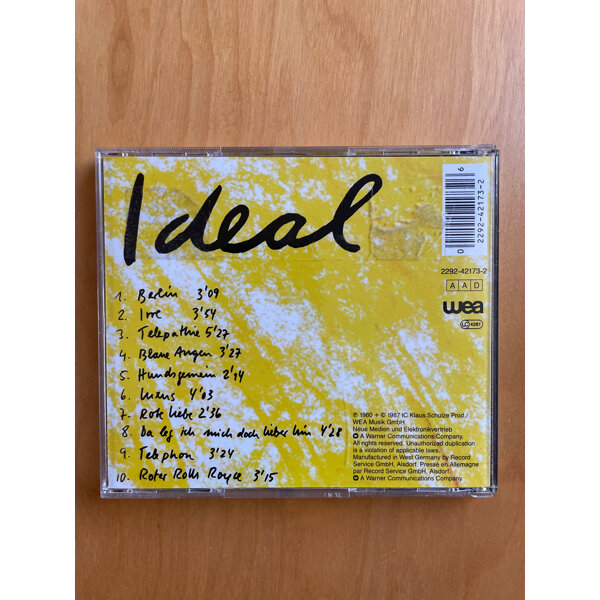 Ideal
6
2292-42173-2
0
2292-42173-2
A A D
wea
LC 4281
1. Berlin 3'09
2. Irre 3'54
3. Telepathie 5'27
4. Blaue Augen 3'27
5. Hundsgemein 2'14
6. Luxus 4'03
7. Rote Liebe 2'36
8. Da leg ich mich doch lieber hin 4'28
9. Telephon 3'24
10. Roter Rolls Royce 3'15
℗ 1980 + © 1987 IC Klaus Schulze Prod./
WEA Musik GmbH
Neue Medien und Elektronikvertrieb
A Warner Communications Company.
All rights reserved. Unauthorized duplication
is a violation of applicable laws.
Manufactured in West Germany by Record
Service GmbH, Alsdorf. Pressé en Allemagne
par Record Service GmbH, Alsdorf.
A Warner Communications Company